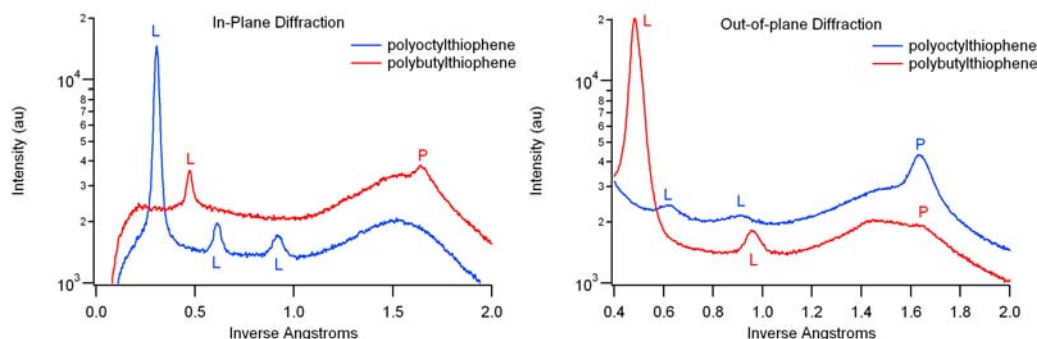 In-Plane Diffraction
polyoctylthiophene
polybutylthiophene
Intensity (au)
2
10⁴
8
6
5
4
3
2
10³
L
L
L
L
P
0.0 0.5 1.0 1.5 2.0
Inverse Angstroms
Out-of-plane Diffraction
polyoctylthiophene
polybutylthiophene
Intensity (au)
2
10⁴
8
6
5
4
3
2
10³
L
L
L
L
P
P
0.4 0.6 0.8 1.0 1.2 1.4 1.6 1.8 2.0
Inverse Angstroms